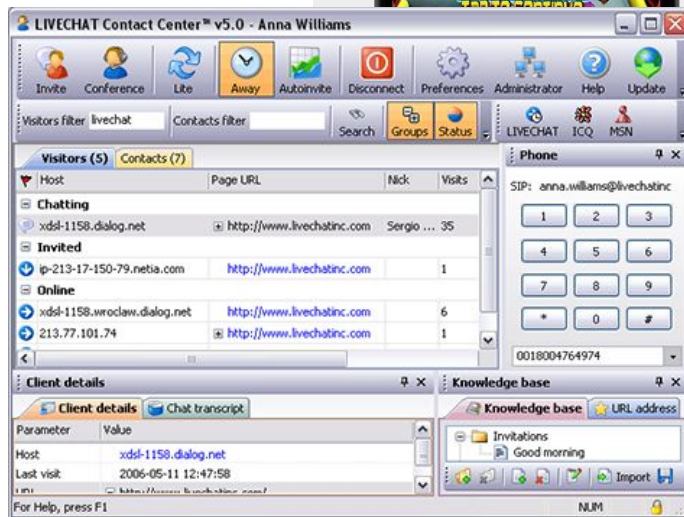 LIVECHAT Contact Center™ v5.0 - Anna Williams
Invite Conference Lite Away Autoinvite Disconnect Preferences Administrator Help Update
Visitors filter livechat Contacts filter Search Groups Status LIVECHAT ICQ MSN
Visitors (5) Contacts (7)
Host Page URL Nick Visits
Chatting
xdsl-1158.dialog.net http://www.livechatinc.com Sergio ... 35
Invited
ip-213-17-150-79.netia.com http://www.livechatinc.com 1
Online
xdsl-1158.wroclaw.dialog.net http://www.livechatinc.com 6
213.77.101.74 http://www.livechatinc.com 1
Phone
SIP: anna.williams@livechatinc
1 2 3
4 5 6
7 8 9
* 0 #
0018004764974
Client details
Client details Chat transcript
Parameter Value
Host xdsl-1158.dialog.net
Last visit 2006-05-11 12:47:58
URL http://www.livechatinc.com/
Knowledge base
Knowledge base URL address
Invitations
Good morning
Import
For Help, press F1 NUM